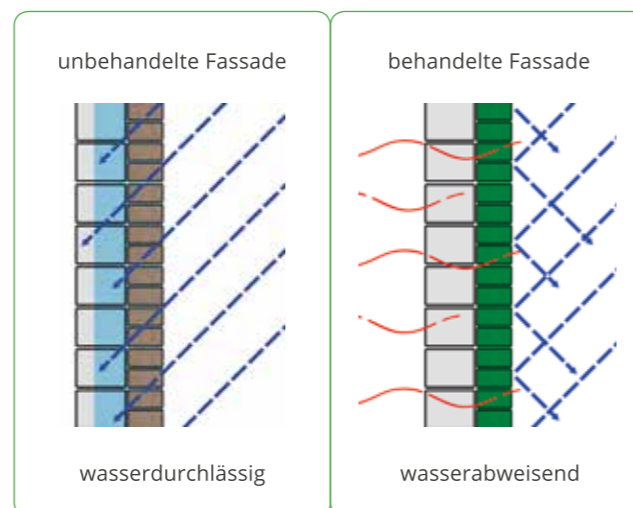 unbehandelte Fassade
wasserdurchlässig
behandelte Fassade
wasserabweisend